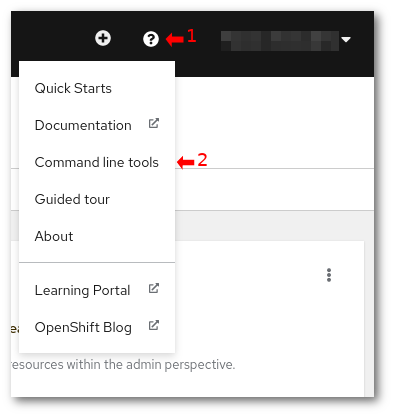 1
Quick Starts
Documentation
Command line tools
2
Guided tour
About
Learning Portal
OpenShift Blog
resources within the admin perspective.